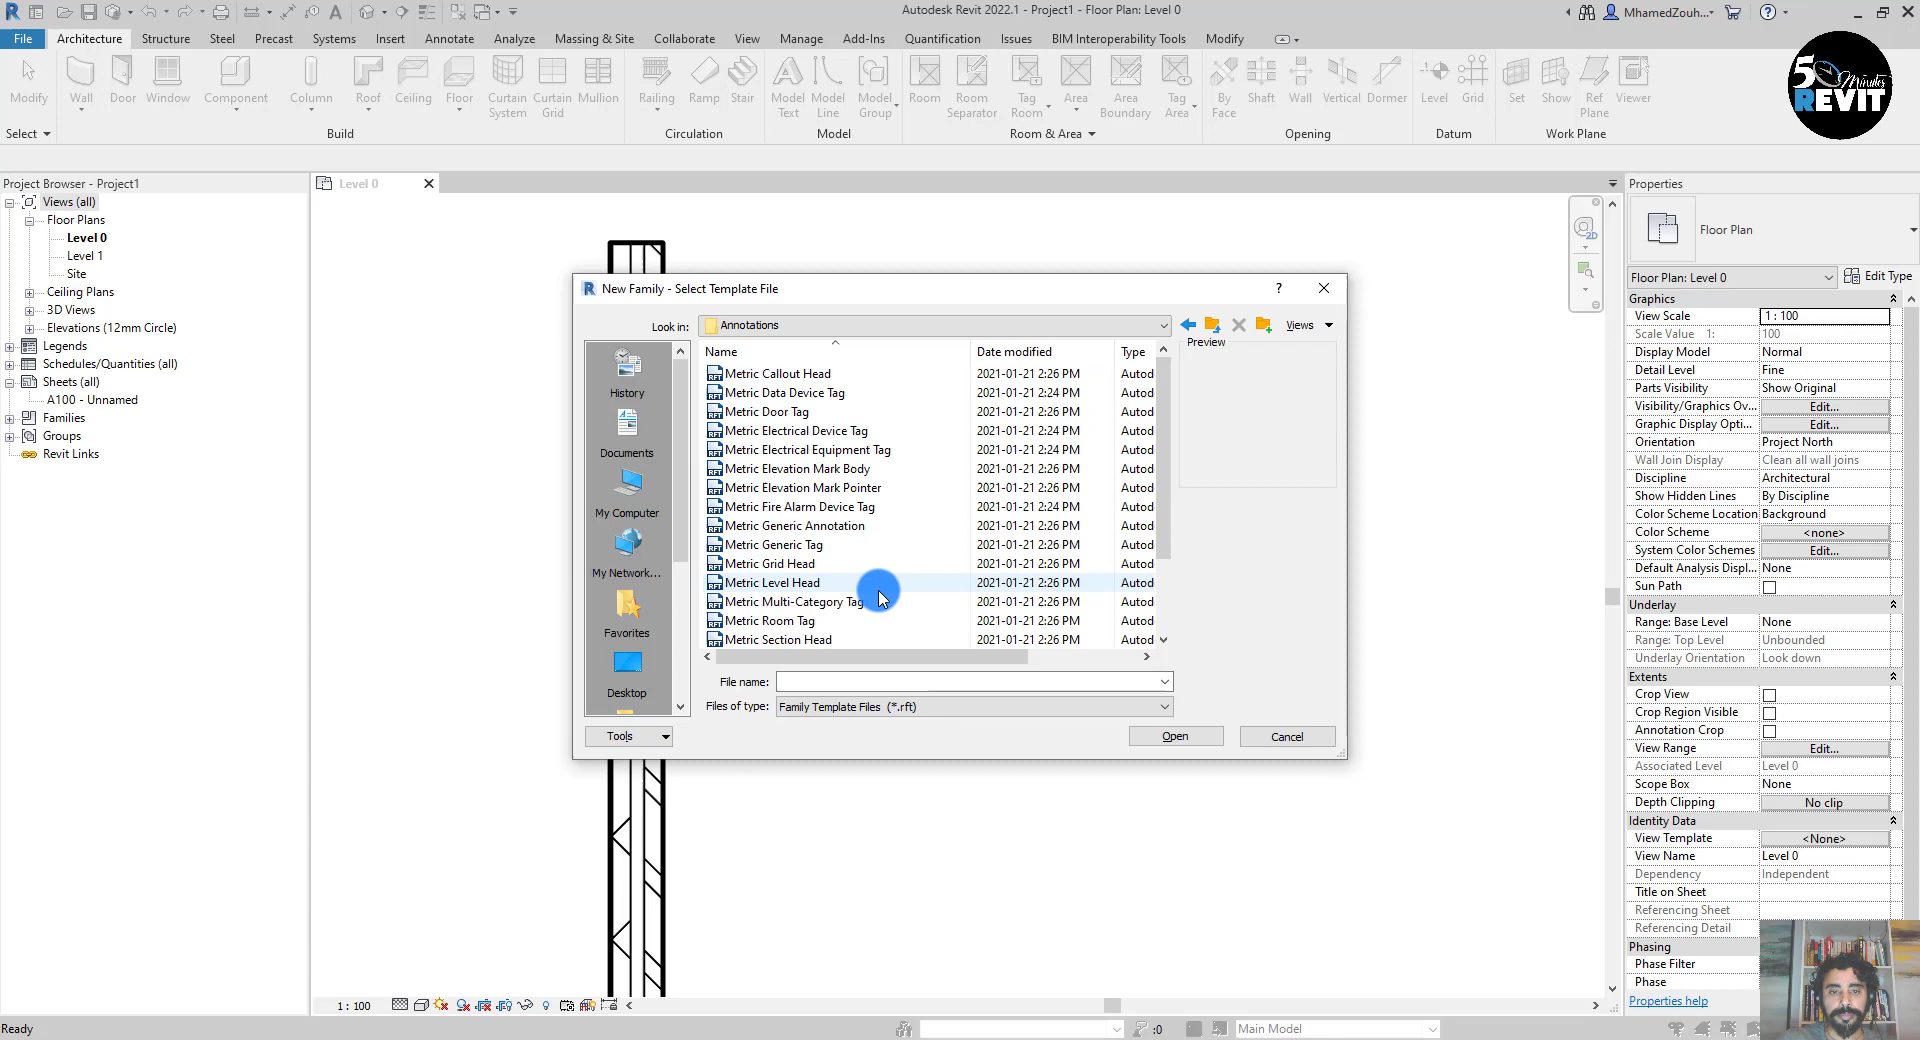 Autodesk Revit 2022.1 - Project1 - Floor Plan: Level 0
MhamedZouh...
File Architecture Structure Steel Precast Systems Insert Annotate Analyze Massing & Site Collaborate View Manage Add-Ins Quantification Issues BIM Interoperability Tools Modify
Modify Wall Door Window Component Column Roof Ceiling Floor Curtain System Curtain Grid Mullion Railing Ramp Stair Model Text Model Line Model Group Room Room Separator Tag Room Area Area Boundary Tag Area By Face Shaft Wall Vertical Dormer Level Grid Set Show Ref Plane Viewer
Select Build Circulation Model Room & Area Opening Datum Work Plane
50 Minutes
REVIT
Project Browser - Project1
Views (all)
Floor Plans
Level 0
Level 1
Site
Ceiling Plans
3D Views
Elevations (12mm Circle)
Legends
Schedules/Quantities (all)
Sheets (all)
A100 - Unnamed
Families
Groups
Revit Links
Level 0
2D
New Family - Select Template File
?
Look in: Annotations
Views
History
Documents
My Computer
My Network...
Favorites
Desktop
Name Date modified Type
Metric Callout Head 2021-01-21 2:26 PM Autod
Metric Data Device Tag 2021-01-21 2:24 PM Autod
Metric Door Tag 2021-01-21 2:26 PM Autod
Metric Electrical Device Tag 2021-01-21 2:24 PM Autod
Metric Electrical Equipment Tag 2021-01-21 2:24 PM Autod
Metric Elevation Mark Body 2021-01-21 2:26 PM Autod
Metric Elevation Mark Pointer 2021-01-21 2:26 PM Autod
Metric Fire Alarm Device Tag 2021-01-21 2:24 PM Autod
Metric Generic Annotation 2021-01-21 2:26 PM Autod
Metric Generic Tag 2021-01-21 2:26 PM Autod
Metric Grid Head 2021-01-21 2:26 PM Autod
Metric Level Head 2021-01-21 2:26 PM Autod
Metric Multi-Category Tag 2021-01-21 2:26 PM Autod
Metric Room Tag 2021-01-21 2:26 PM Autod
Metric Section Head 2021-01-21 2:26 PM Autod
Preview
File name:
Files of type: Family Template Files (*.rft)
Tools Open Cancel
Properties
Floor Plan
Floor Plan: Level 0 Edit Type
Graphics
View Scale 1 : 100
Scale Value 1: 100
Display Model Normal
Detail Level Fine
Parts Visibility Show Original
Visibility/Graphics Ov... Edit...
Graphic Display Opti... Edit...
Orientation Project North
Wall Join Display Clean all wall joins
Discipline Architectural
Show Hidden Lines By Discipline
Color Scheme Location Background
Color Scheme <none>
System Color Schemes Edit...
Default Analysis Displ... None
Sun Path
Underlay
Range: Base Level None
Range: Top Level Unbounded
Underlay Orientation Look down
Extents
Crop View
Crop Region Visible
Annotation Crop
View Range Edit...
Associated Level Level 0
Scope Box None
Depth Clipping No clip
Identity Data
View Template <None>
View Name Level 0
Dependency Independent
Title on Sheet
Referencing Sheet
Referencing Detail
Phasing
Phase Filter
Phase
Properties help
1 : 100
Ready
:0
Main Model